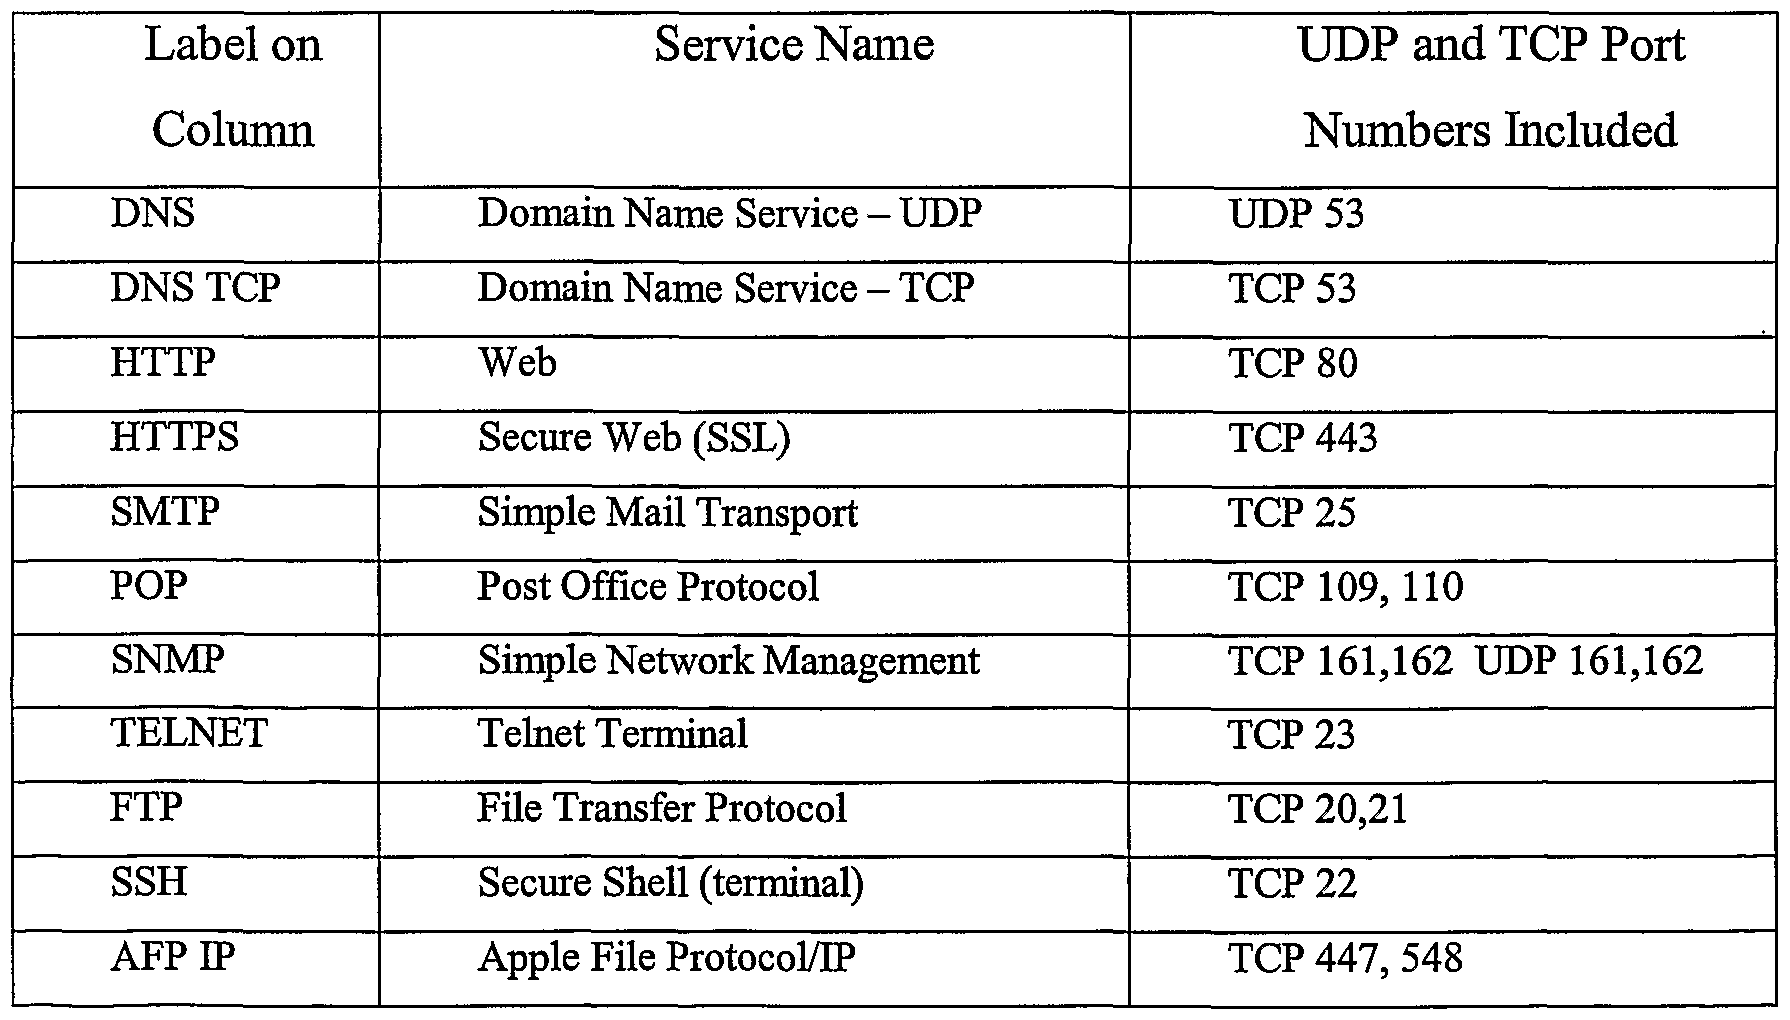 Label on Column Service Name UDP and TCP Port Numbers Included
DNS Domain Name Service – UDP UDP 53
DNS TCP Domain Name Service – TCP TCP 53
HTTP Web TCP 80
HTTPS Secure Web (SSL) TCP 443
SMTP Simple Mail Transport TCP 25
POP Post Office Protocol TCP 109, 110
SNMP Simple Network Management TCP 161,162 UDP 161,162
TELNET Telnet Terminal TCP 23
FTP File Transfer Protocol TCP 20,21
SSH Secure Shell (terminal) TCP 22
AFP IP Apple File Protocol/IP TCP 447, 548